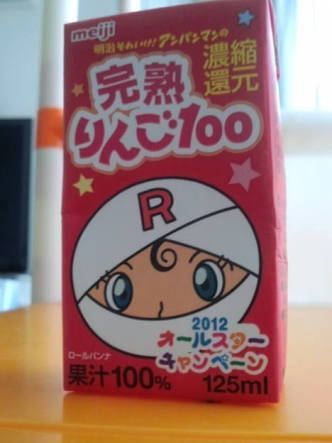 meiji
明治それいけ!アンパンマンの
濃縮
還元
完熟
りんご100
R
2012
オールスター
キャンペーン
ロールパンナ
果汁100%
125ml